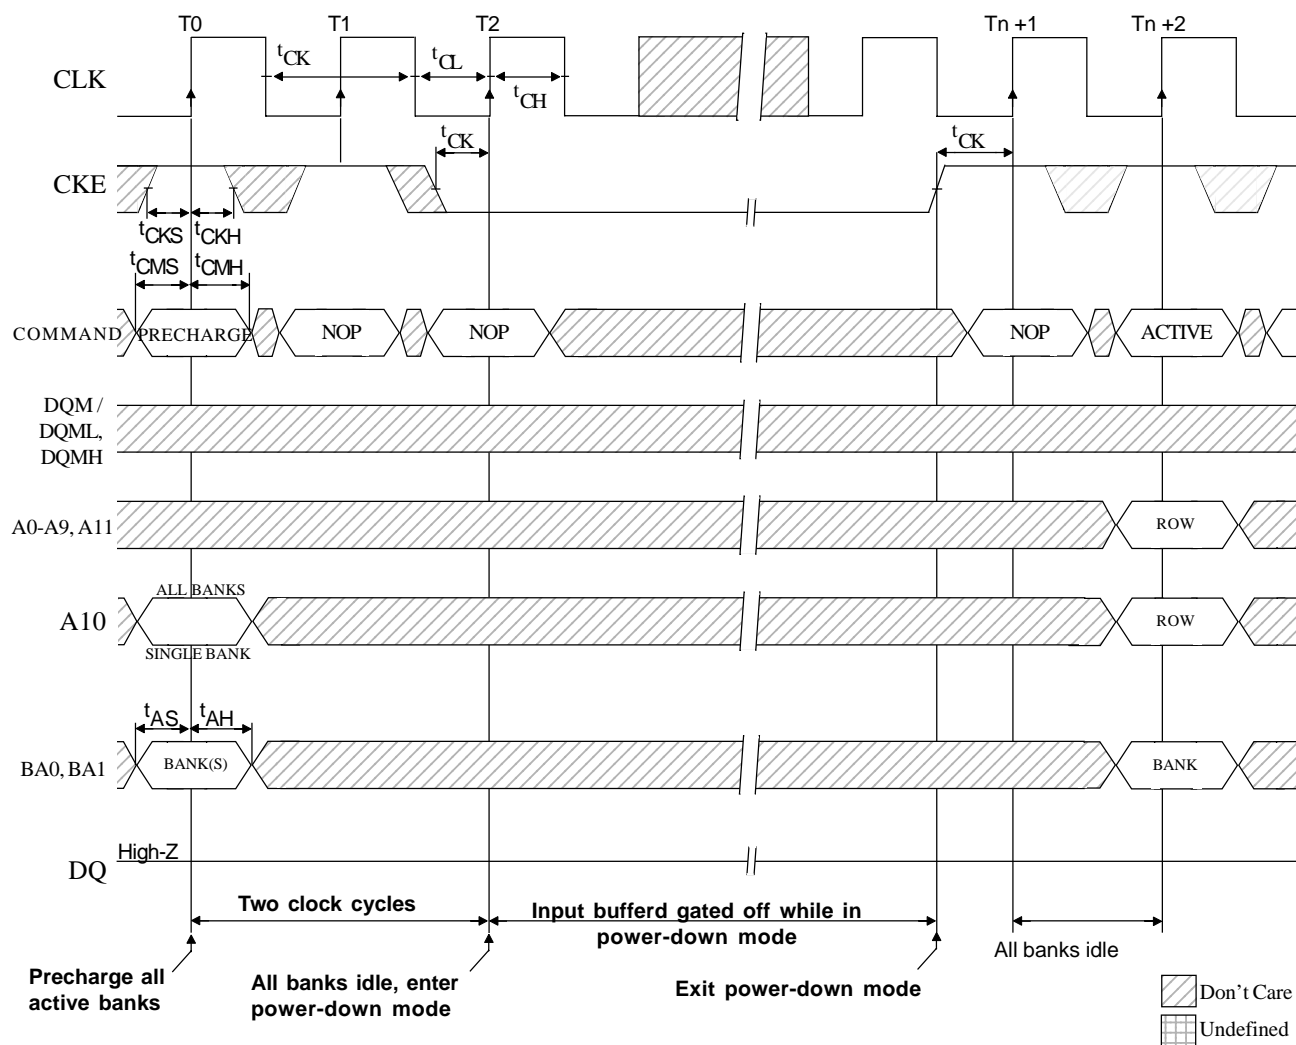 T0 T1 T2 Tn +1 Tn +2
CLK
tCK tCL
tCH
CKE
tCK tCK
tCKS tCKH
tCMS tCMH
COMMAND PRECHARGE NOP NOP NOP ACTIVE
DQM /
DQML,
DQMH
A0-A9, A11 ROW
ALL BANKS
A10 ROW
SINGLE BANK
tAS tAH
BA0, BA1 BANK(S) BANK
High-Z
DQ
Two clock cycles
Input bufferd gated off while in
power-down mode
All banks idle
Precharge all
active banks
All banks idle, enter
power-down mode
Exit power-down mode
Don't Care
Undefined